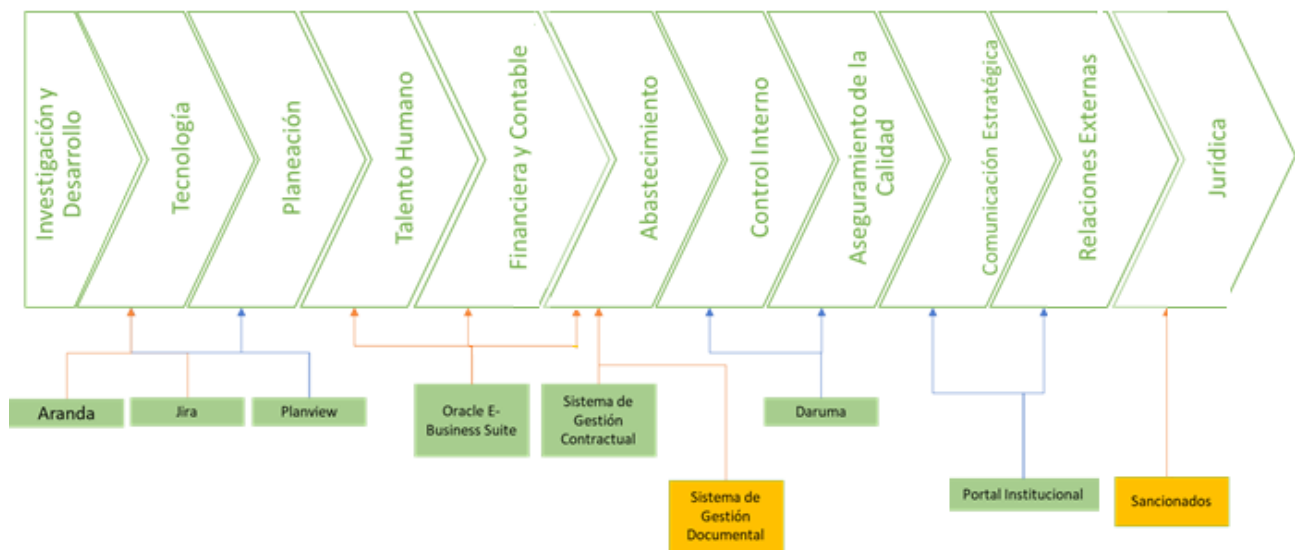 Investigación y
Desarrollo
Tecnología
Planeación
Talento Humano
Financiera y Contable
Abastecimiento
Control Interno
Aseguramiento de la
Calidad
Comunicación Estratégica
Relaciones Externas
Jurídica
Aranda
Jira
Planview
Oracle E-
Business Suite
Sistema de
Gestión
Contractual
Daruma
Sistema de
Gestión
Documental
Portal Institucional
Sancionados